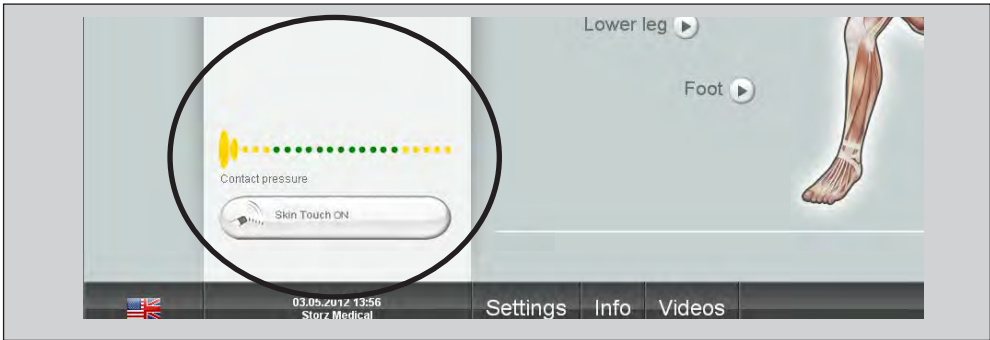 Lower leg
Foot
Contact pressure
Skin Touch ON
03.05.2012 13:56
Storz Medical
Settings Info Videos